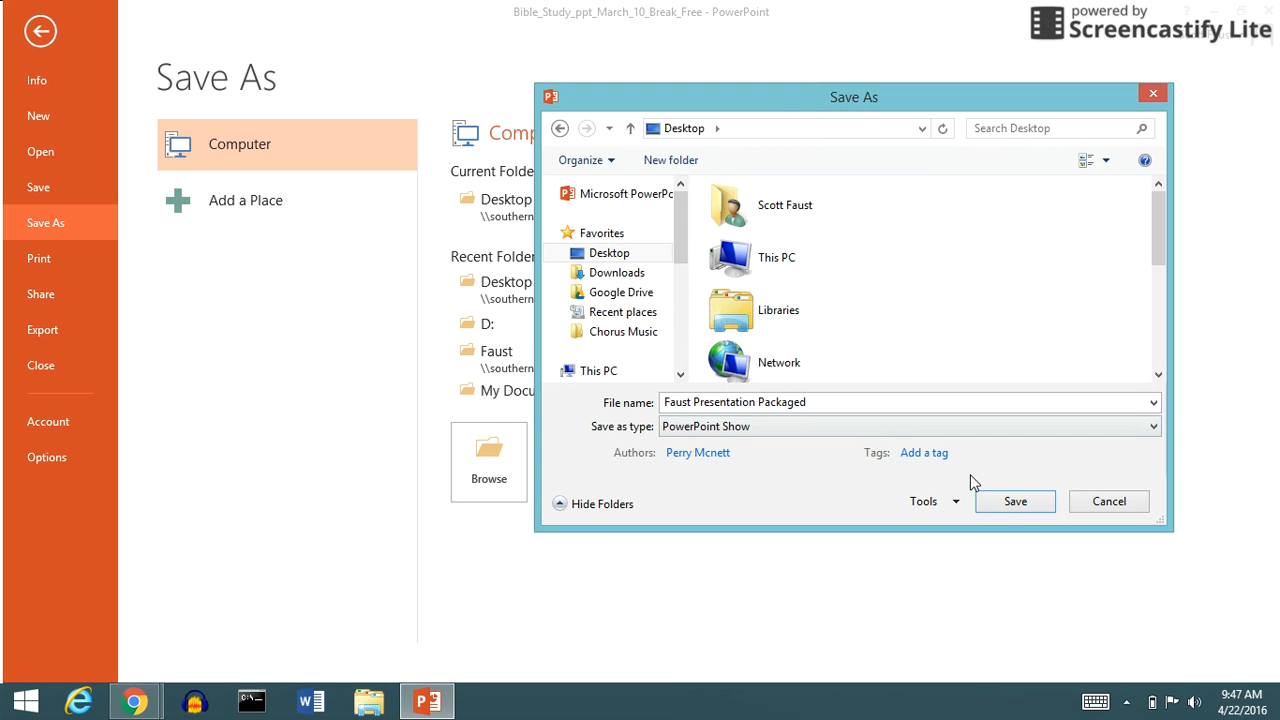 Bible_Study_ppt_March_10_Break_Free - PowerPoint
powered by
Screencastify Lite
Info
New
Open
Save
Save As
Print
Share
Export
Close
Account
Options
Save As
Computer
Add a Place
Comp
Current Folde
Desktop
\\southern
Recent Folder
Desktop
\\southern
D:
Faust
\\southern
My Docu
Browse
Save As
Desktop
Search Desktop
Organize
New folder
Microsoft PowerPo
Favorites
Desktop
Downloads
Google Drive
Recent places
Chorus Music
This PC
Scott Faust
This PC
Libraries
Network
File name: Faust Presentation Packaged
Save as type: PowerPoint Show
Authors: Perry Mcnett
Tags: Add a tag
Hide Folders
Tools
Save
Cancel
9:47 AM
4/22/2016